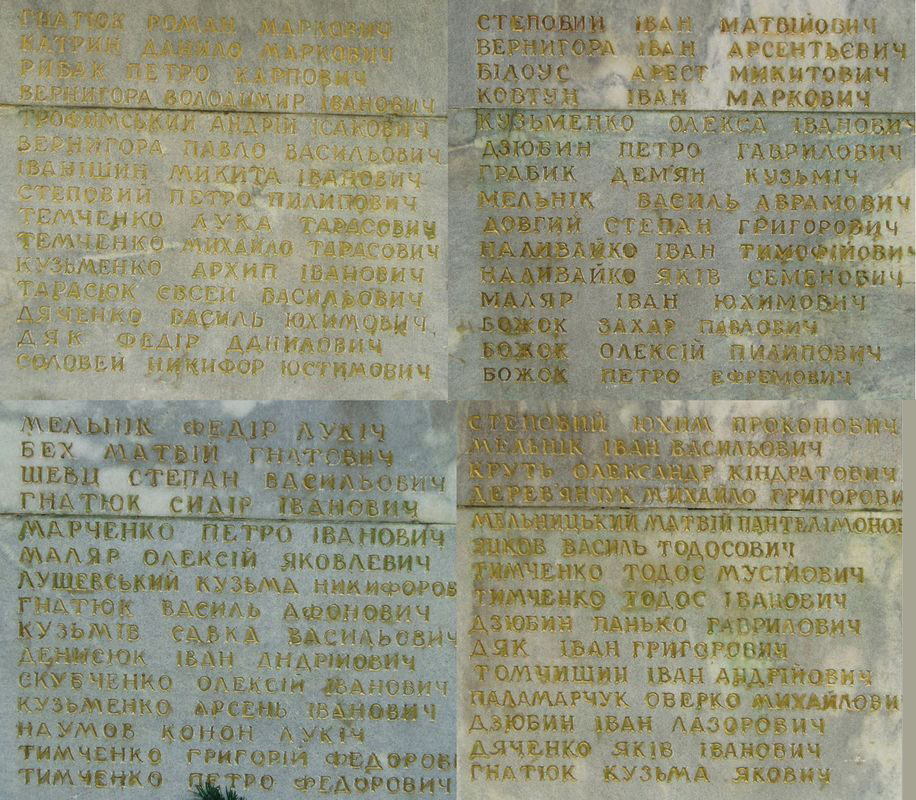 ГНАТЮК РОМАН МАРКОВИЧ
КАТРИН ДАНИЛО МАРКОВИЧ
РИБАК ПЕТРО КАРПОВИЧ
ВЕРНИГОРА ВОЛОДИМИР ІВАНОВИЧ
ТРОФИМСЬКИЙ АНДРІЙ ІСАКОВИЧ
ВЕРНИГОРА ПАВЛО ВАСИЛЬОВИЧ
ІВАНІШИН МИКИТА ІВАНОВИЧ
СТЕПОВИЙ ПЕТРО ПИЛИПОВИЧ
ТЕМЧЕНКО ЛУКА ТАРАСОВИЧ
ТЕМЧЕНКО МИХАЙЛО ТАРАСОВИЧ
КУЗЬМЕНКО АРХИП ІВАНОВИЧ
ТАРАСЮК ЄВСЕЙ ВАСИЛЬОВИЧ
ДЯЧЕНКО ВАСИЛЬ ЮХИМОВИЧ
ДЯК ФЕДІР ДАНИЛОВИЧ
СОЛОВЕЙ НИКИФОР ЮСТИМОВИЧ
СТЕПОВИЙ ІВАН МАТВІЙОВИЧ
ВЕРНИГОРА ІВАН АРСЕНТЬЄВИЧ
БІЛОУС АРЕСТ МИКИТОВИЧ
КОВТУН ІВАН МАРКОВИЧ
КУЗЬМЕНКО ОЛЕКСА ІВАНОВИЧ
ДЗЮБИН ПЕТРО ГАВРИЛОВИЧ
ГРАБИК ДЕМ'ЯН КУЗЬМІЧ
МЕЛЬНІК ВАСИЛЬ АВРАМОВИЧ
ДОВГИЙ СТЕПАН ГРИГОРОВИЧ
НАЛИВАЙКО ІВАН ТИМОФІЙОВИЧ
НАЛИВАЙКО ЯКІВ СЕМЕНОВИЧ
МАЛЯР ІВАН ЮХИМОВИЧ
БОЖОК ЗАХАР ПАВЛОВИЧ
БОЖОК ОЛЕКСІЙ ПИЛИПОВИЧ
БОЖОК ПЕТРО ЕФРЕМОВИЧ
МЕЛЬНІК ФЕДІР ЛУКІЧ
БЕХ МАТВІЙ ГНАТОВИЧ
ШЕВЦ СТЕПАН ВАСИЛЬОВИЧ
ГНАТЮК СИДІР ІВАНОВИЧ
МАРЧЕНКО ПЕТРО ІВАНОВИЧ
МАЛЯР ОЛЕКСІЙ ЯКОВЛЕВИЧ
ЛУЩЕВСЬКИЙ КУЗЬМА НИКИФОРОВ
ГНАТЮК ВАСИЛЬ АФОНОВИЧ
КУЗЬМІВ САВКА ВАСИЛЬОВИЧ
ДЕНИСЮК ІВАН АНДРІЙОВИЧ
СКУБЧЕНКО ОЛЕКСІЙ ІВАНОВИЧ
КУЗЬМЕНКО АРСЕНЬ ІВАНОВИЧ
НАУМОВ КОНОН ЛУКІЧ
ТИМЧЕНКО ГРИГОРІЙ ФЕДОРОВ
ТИМЧЕНКО ПЕТРО ФЕДОРОВИЧ
СТЕПОВИЙ ЮХИМ ПРОКОПОВИЧ
МЕЛЬНІК ІВАН ВАСИЛЬОВИЧ
КРУТЬ ОЛЕКСАНДР КІНДРАТОВИЧ
ДЕРЕВ'ЯНЧУК МИХАЙЛО ГРИГОРОВИ
МЕЛЬНИЦЬКИЙ МАТВІЙ ПАНТЕЛІМОНОВ
ЯЦКОВ ВАСИЛЬ ТОДОСОВИЧ
ТИМЧЕНКО ТОДОС МУСІЙОВИЧ
ТИМЧЕНКО ТОДОС ІВАНОВИЧ
ДЗЮБИН ПАНЬКО ГАВРИЛОВИЧ
ДЯК ІВАН ГРИГОРОВИЧ
ТОМЧИШИН ІВАН АНДРІЙОВИЧ
ПАЛАМАРЧУК ОВЕРКО МИХАЙЛОВИ
ДЗЮБИН ІВАН ЛАЗОРОВИЧ
ДЯЧЕНКО ЯКІВ ІВАНОВИЧ
ГНАТЮК КУЗЬМА ЯКОВИЧ